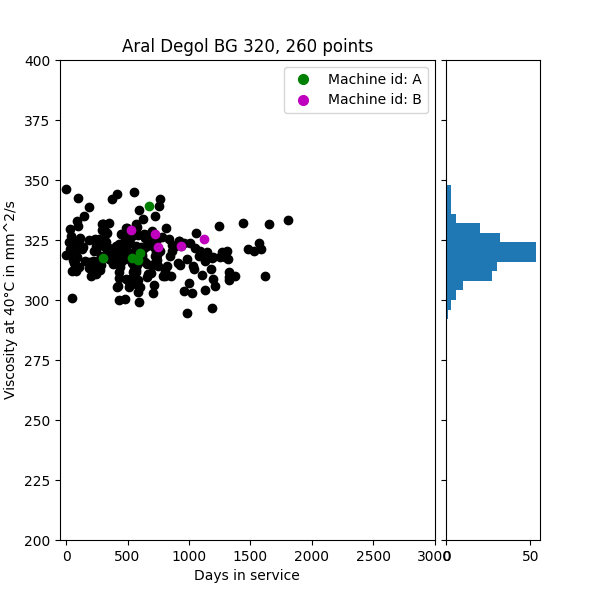 Aral Degol BG 320, 260 points
Machine id: A
Machine id: B
400
375
350
325
300
275
250
225
200
Viscosity at 40°C in mm^2/s
0 500 1000 1500 2000 2500 3000
0 50
Days in service